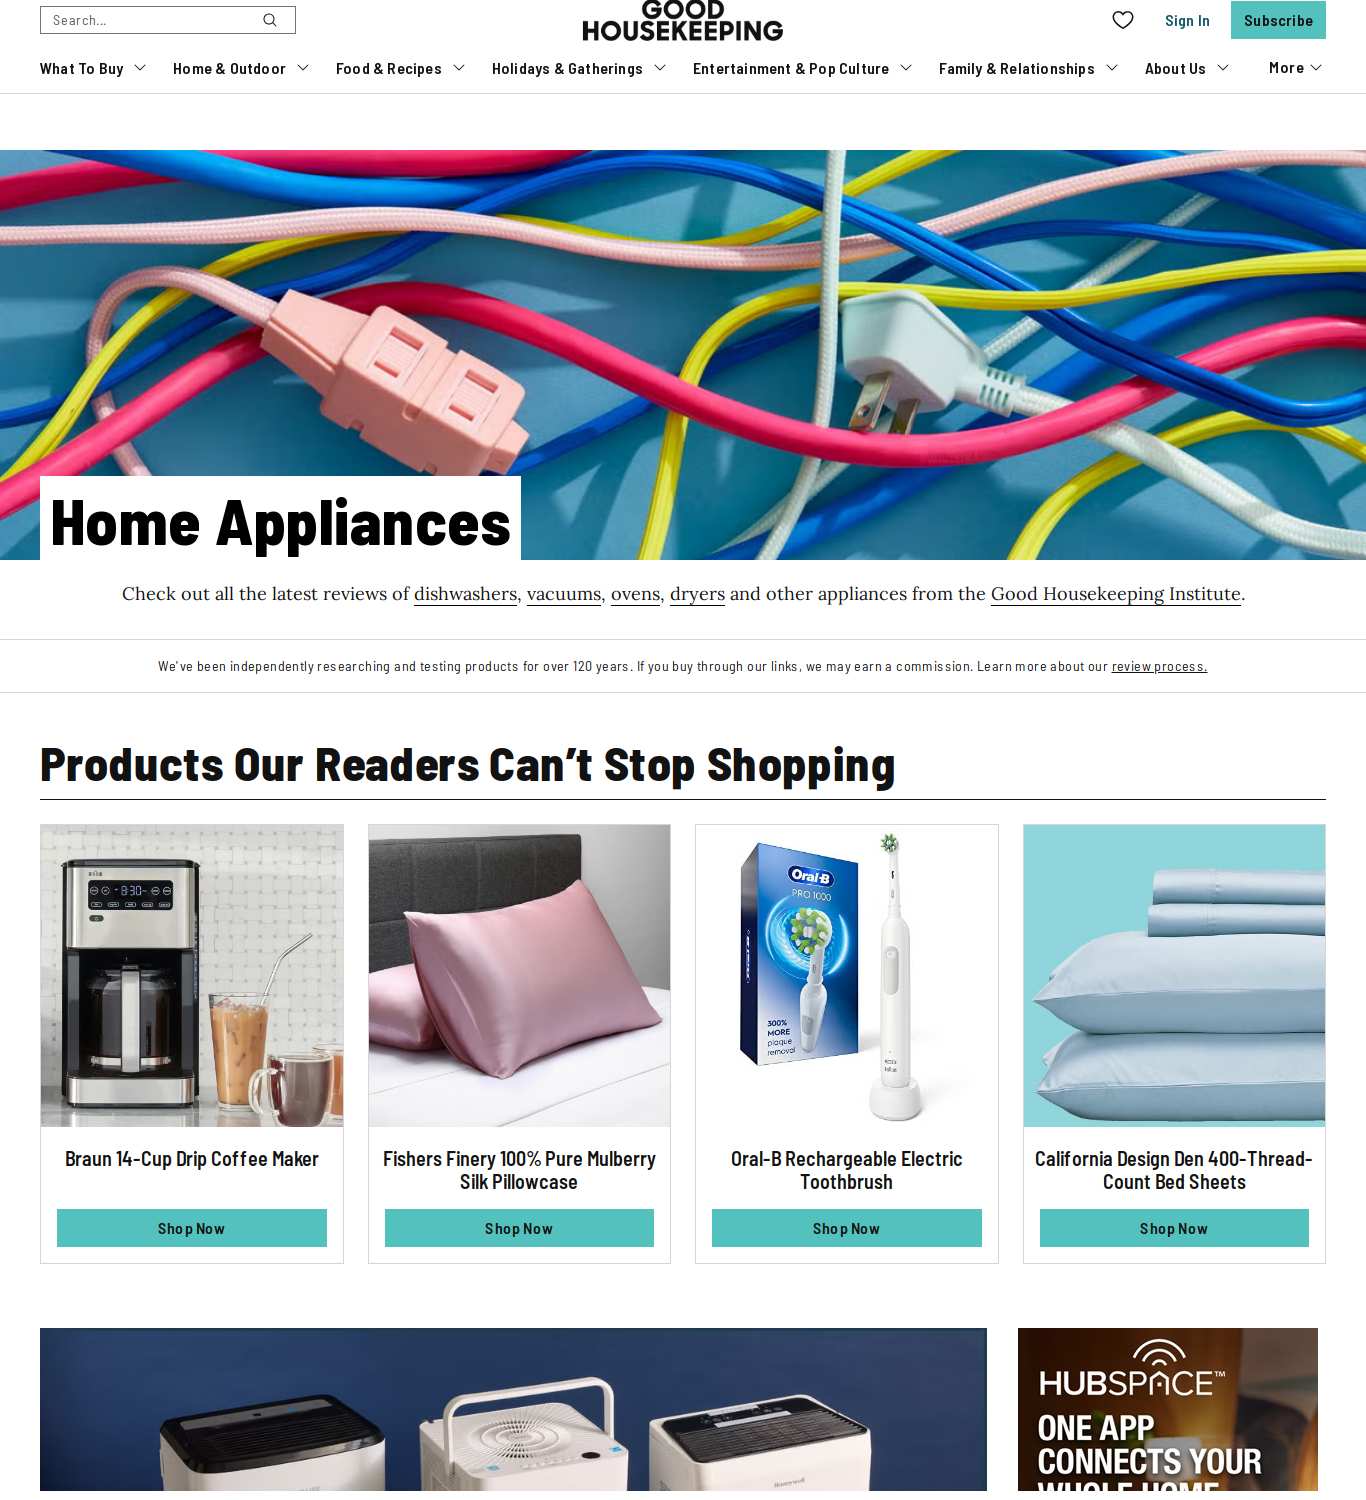 Search...
GOOD
HOUSEKEEPING
Sign In
Subscribe
What To Buy
Home & Outdoor
Food & Recipes
Holidays & Gatherings
Entertainment & Pop Culture
Family & Relationships
About Us
More
Home Appliances
Check out all the latest reviews of dishwashers, vacuums, ovens, dryers and other appliances from the Good Housekeeping Institute.
We've been independently researching and testing products for over 120 years. If you buy through our links, we may earn a commission. Learn more about our review process.
Products Our Readers Can’t Stop Shopping
8:30
Oral-B
PRO 1000
300%
MORE
plaque
removal
Braun 14-Cup Drip Coffee Maker
Shop Now
Fishers Finery 100% Pure Mulberry
Silk Pillowcase
Shop Now
Oral-B Rechargeable Electric
Toothbrush
Shop Now
California Design Den 400-Thread-
Count Bed Sheets
Shop Now
Honeywell
HUBSPACE™
ONE APP
CONNECTS YOUR
WHOLE HOME